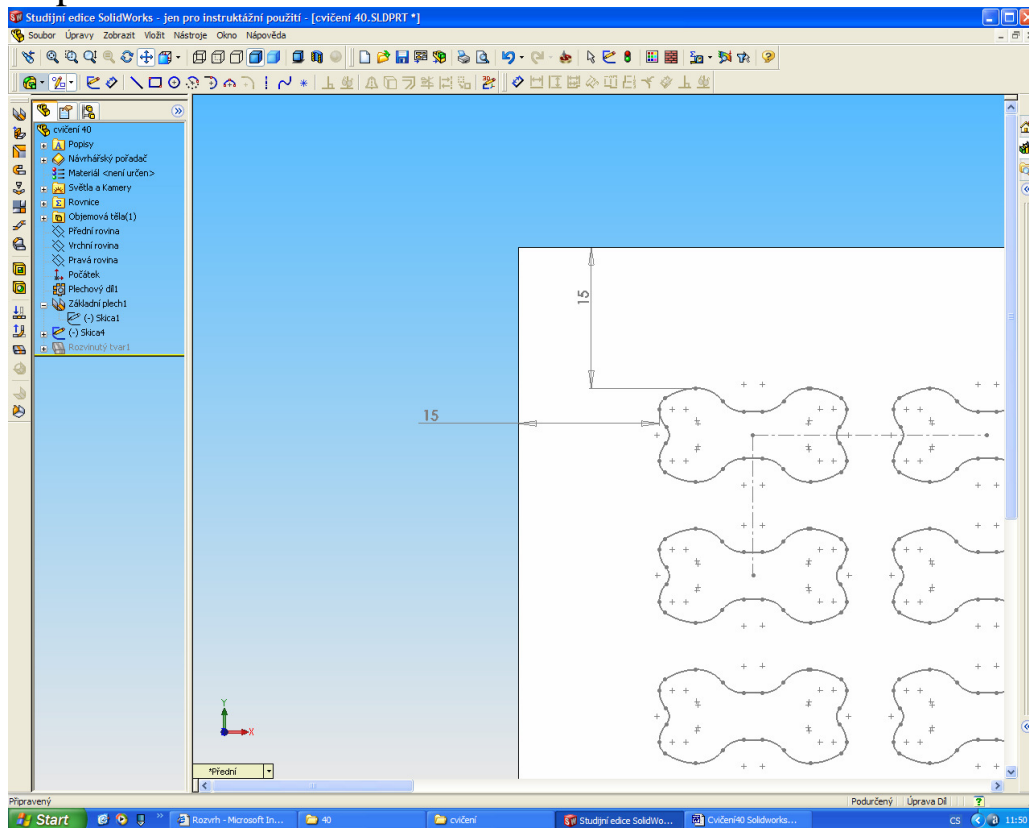 Studijní edice SolidWorks - jen pro instruktážní použití - [cvičení 40.SLDPRT *]
Soubor Úpravy Zobrazit Vložit Nástroje Okno Nápověda
cvičení 40
Popisy
Návrhářský pořadač
Materiál <není určen>
Světla a Kamery
Rovnice
Objemová těla(1)
Přední rovina
Vrchní rovina
Pravá rovina
Počátek
Plechový díl1
Základní plech1
(-) Skica1
(-) Skica4
Rozvinutý tvar1
15
15
Y
X
*Přední
Připravený
Podurčený Úprava Díl
Start Rozvrh - Microsoft In... 40 cvičení Studijní edice SolidWo... Cvičení40 Solidworks... CS 11:50